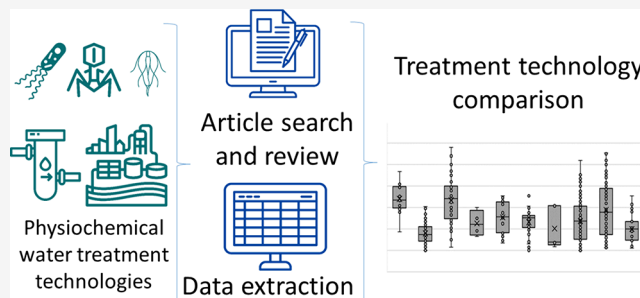 Physiochemical
water treatment
technologies
Article search
and review
Data extraction
Treatment technology
comparison